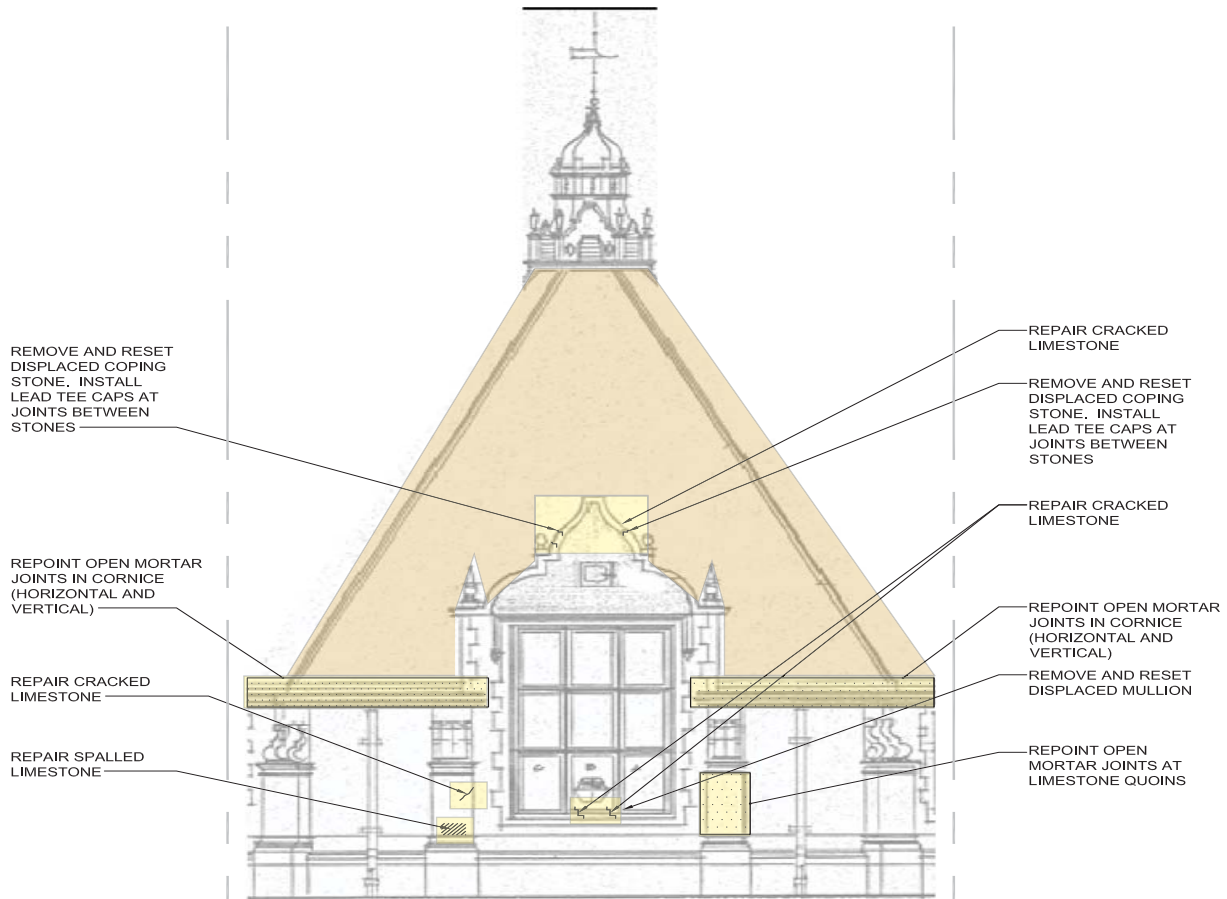 REMOVE AND RESET
DISPLACED COPING
STONE. INSTALL
LEAD TEE CAPS AT
JOINTS BETWEEN
STONES
REPOINT OPEN MORTAR
JOINTS IN CORNICE
(HORIZONTAL AND
VERTICAL)
REPAIR CRACKED
LIMESTONE
REPAIR SPALLED
LIMESTONE
REPAIR CRACKED
LIMESTONE
REMOVE AND RESET
DISPLACED COPING
STONE. INSTALL
LEAD TEE CAPS AT
JOINTS BETWEEN
STONES
REPAIR CRACKED
LIMESTONE
REPOINT OPEN MORTAR
JOINTS IN CORNICE
(HORIZONTAL AND
VERTICAL)
REMOVE AND RESET
DISPLACED MULLION
REPOINT OPEN
MORTAR JOINTS AT
LIMESTONE QUOINS